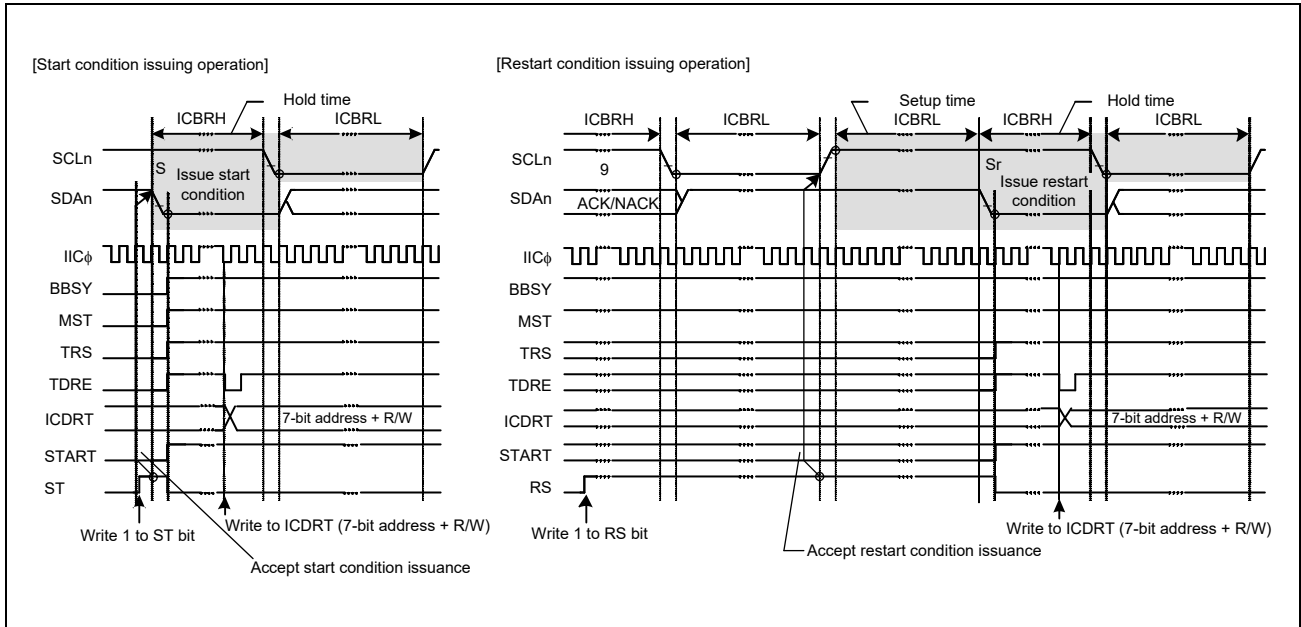 [Start condition issuing operation]
Hold time
ICBRH
ICBRL
SCLn
S
Issue start
condition
SDAn
IICϕ
BBSY
MST
TRS
TDRE
ICDRT
7-bit address + R/W
START
ST
Write 1 to ST bit
Write to ICDRT (7-bit address + R/W)
Accept start condition issuance
[Restart condition issuing operation]
Setup time
Hold time
ICBRH
ICBRL
ICBRL
ICBRH
ICBRL
SCLn
9
Sr
Issue restart
condition
SDAn
ACK/NACK
IICϕ
BBSY
MST
TRS
TDRE
ICDRT
7-bit address + R/W
START
RS
Write 1 to RS bit
Write to ICDRT (7-bit address + R/W)
Accept restart condition issuance